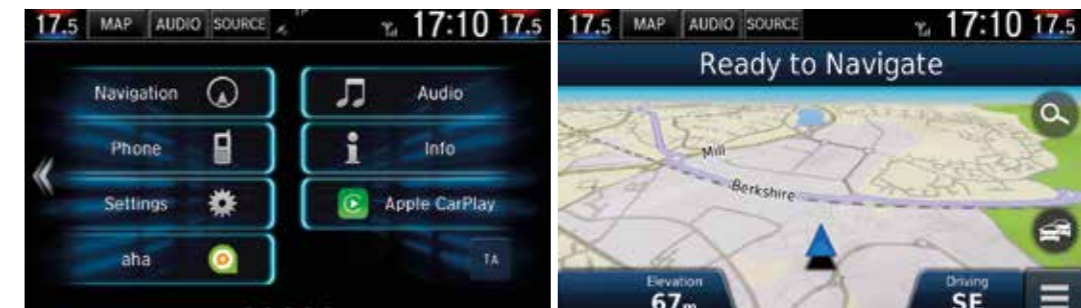 17.5 MAP AUDIO SOURCE 17:10 17.5
Navigation
Audio
Phone
Info
Settings
Apple CarPlay
aha
TA
17.5 MAP AUDIO SOURCE 17:10 17.5
Ready to Navigate
Mill
Berkshire
Elevation
67m
Driving
SE